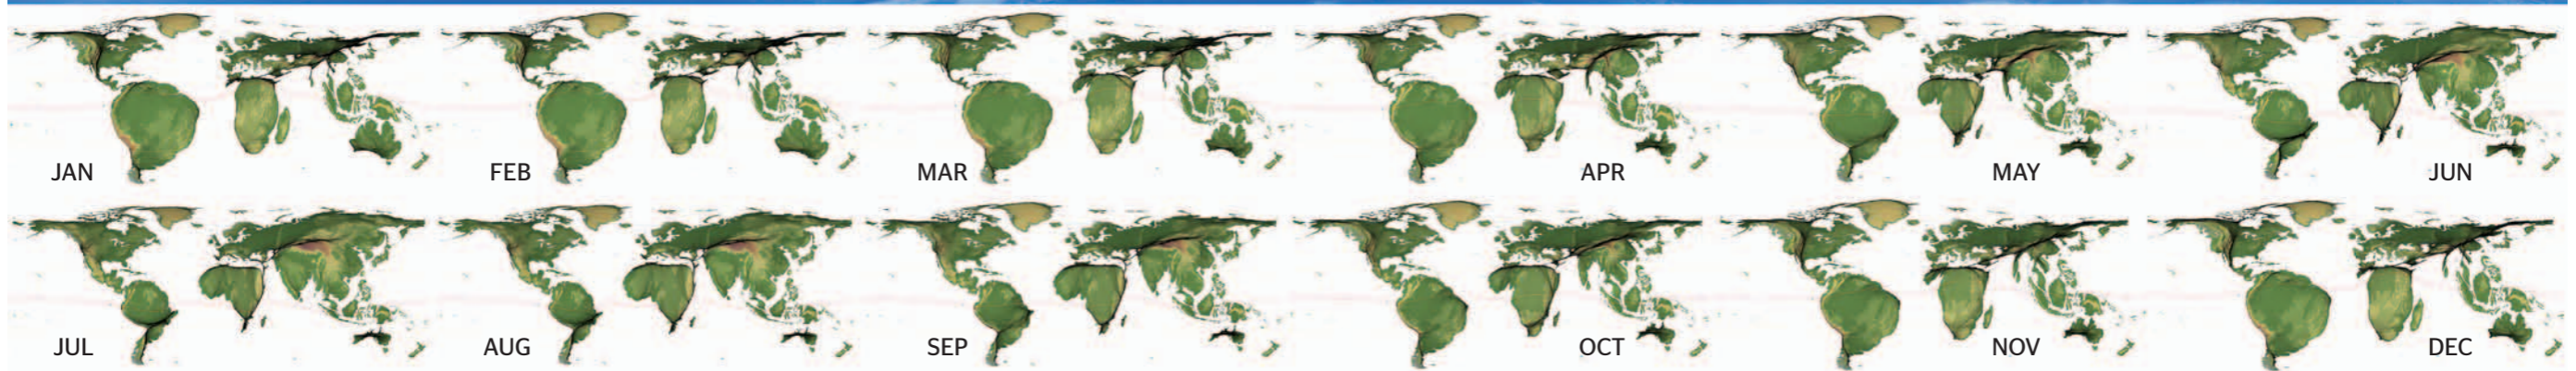 JAN FEB MAR APR MAY JUN
JUL AUG SEP OCT NOV DEC